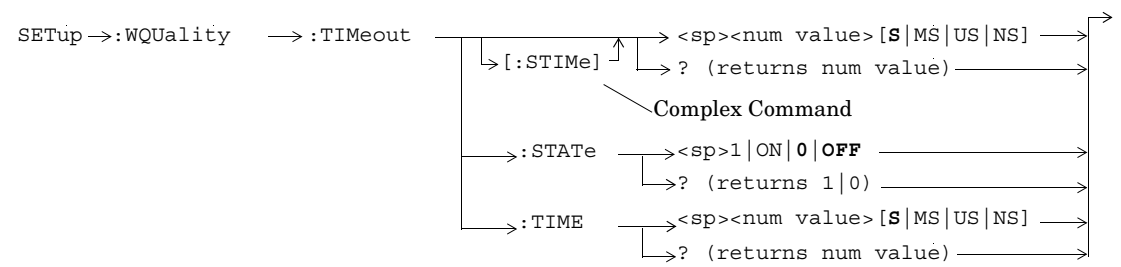 SETup :WQUality :TIMeout <sp><num value>[S|MS|US|NS]
[:STIMe] ? (returns num value)
Complex Command
:STATe <sp>1|ON|0|OFF
? (returns 1|0)
:TIME <sp><num value>[S|MS|US|NS]
? (returns num value)